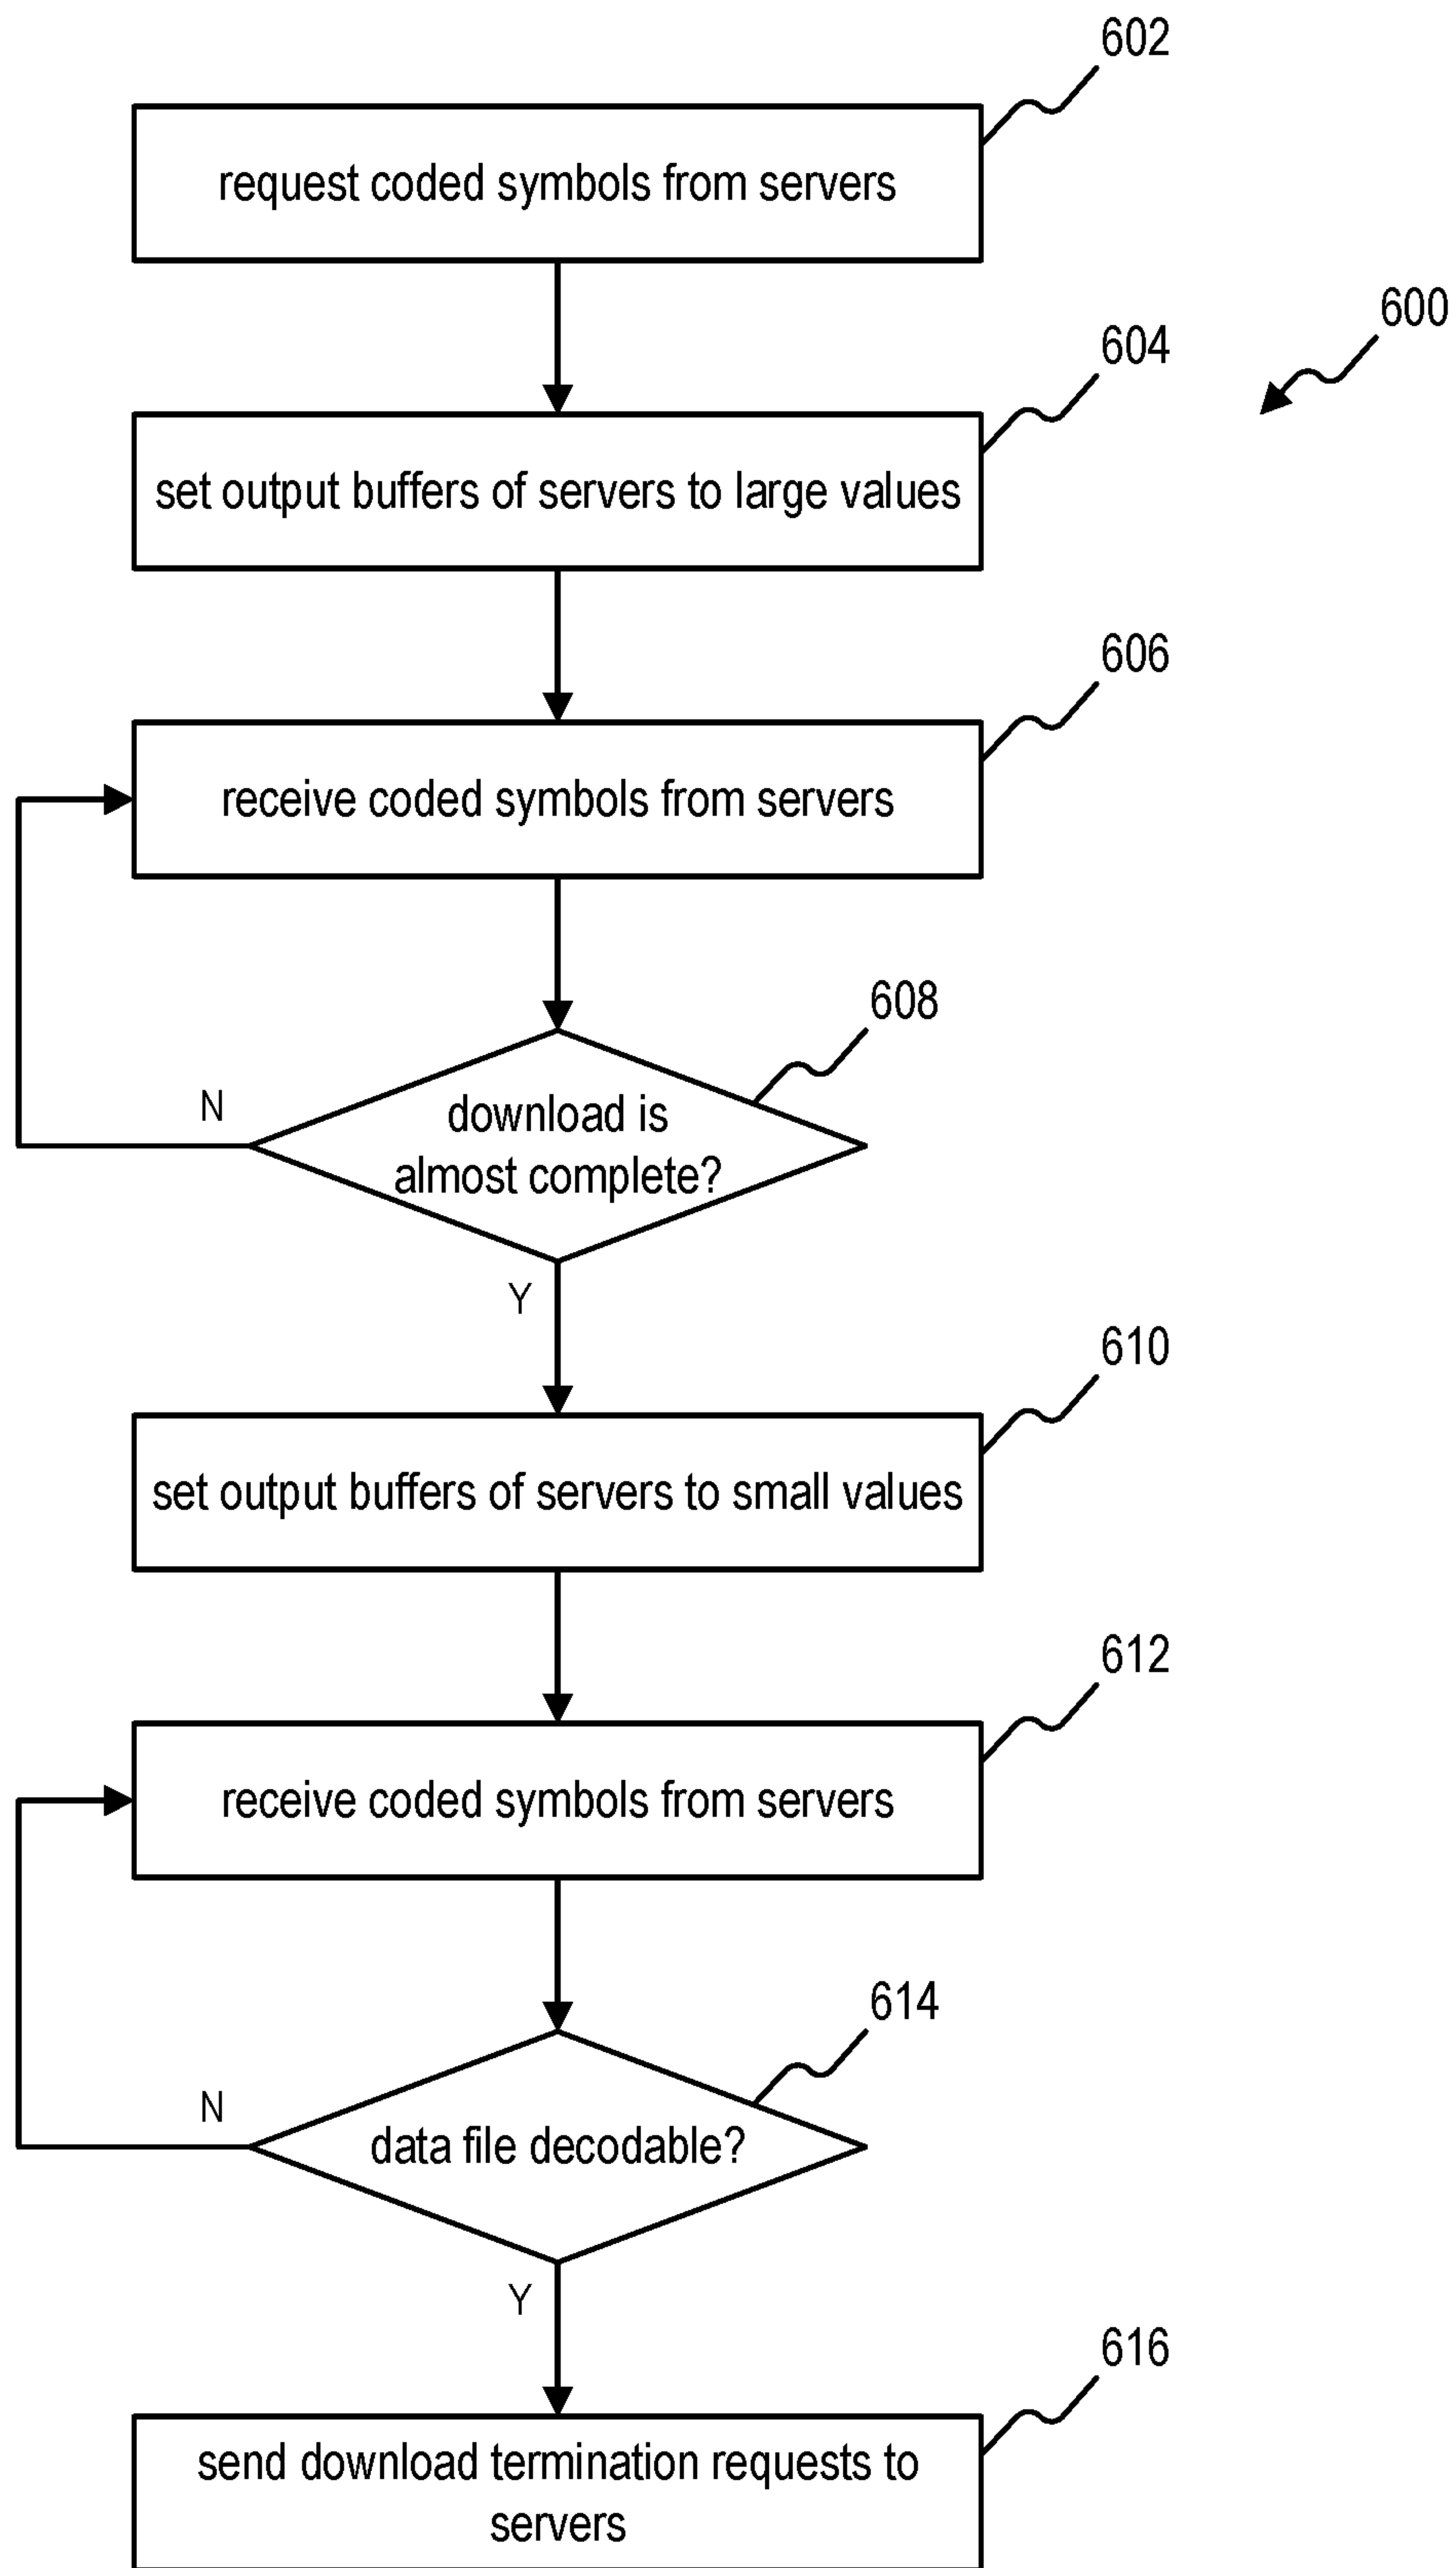 602
request coded symbols from servers
600
604
set output buffers of servers to large values
606
receive coded symbols from servers
608
download is
almost complete?
N
Y
610
set output buffers of servers to small values
612
receive coded symbols from servers
614
data file decodable?
N
Y
616
send download termination requests to
servers